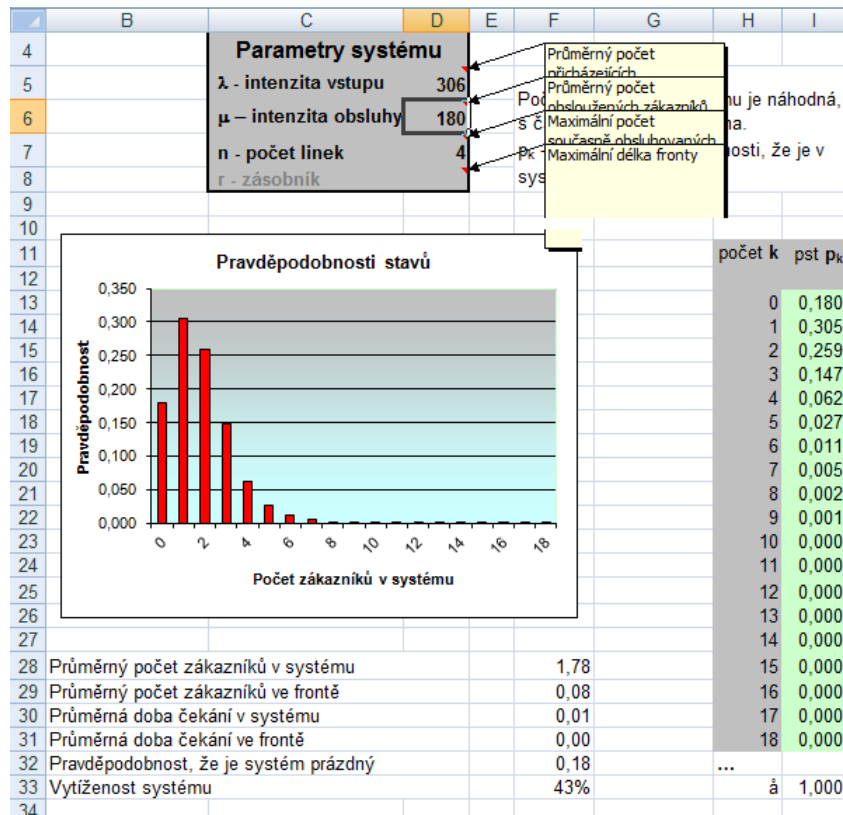 B C D E F G H I
4 Parametry systému
5 λ - intenzita vstupu 306
6 μ – intenzita obsluhy 180
7 n - počet linek 4
8 r - zásobník
Průměrný počet
přicházejících
Průměrný počet
obsloužených zákazníků
Maximální počet
současně obsluhovaných
Maximální délka fronty
nu je náhodná,
s
na.
pk - nosti, že je v
9
10
11 počet k pst pk
12
Pravděpodobnosti stavů
0,350
0,300
0,250
0,200
0,150
0,100
0,050
0,000
Pravděpodobnost
0 2 4 6 8 10 12 14 16 18
Počet zákazníků v systému
13 0 0,180
14 1 0,305
15 2 0,259
16 3 0,147
17 4 0,062
18 5 0,027
19 6 0,011
20 7 0,005
21 8 0,002
22 9 0,001
23 10 0,000
24 11 0,000
25 12 0,000
26 13 0,000
27 14 0,000
28 Průměrný počet zákazníků v systému 1,78 15 0,000
29 Průměrný počet zákazníků ve frontě 0,08 16 0,000
30 Průměrná doba čekání v systému 0,01 17 0,000
31 Průměrná doba čekání ve frontě 0,00 18 0,000
32 Pravděpodobnost, že je systém prázdný 0,18 ...
33 Vytíženost systému 43% å 1,000
34